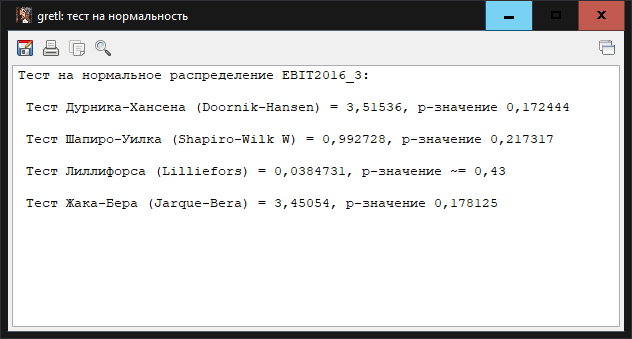 gretl: тест на нормальность
Тест на нормальное распределение EBIT2016_3:
Тест Дурника-Хансена (Doornik-Hansen) = 3,51536, р-значение 0,172444
Тест Шапиро-Уилка (Shapiro-Wilk W) = 0,992728, р-значение 0,217317
Тест Лиллифорса (Lilliefors) = 0,0384731, р-значение ~= 0,43
Тест Жака-Бера (Jarque-Bera) = 3,45054, р-значение 0,178125